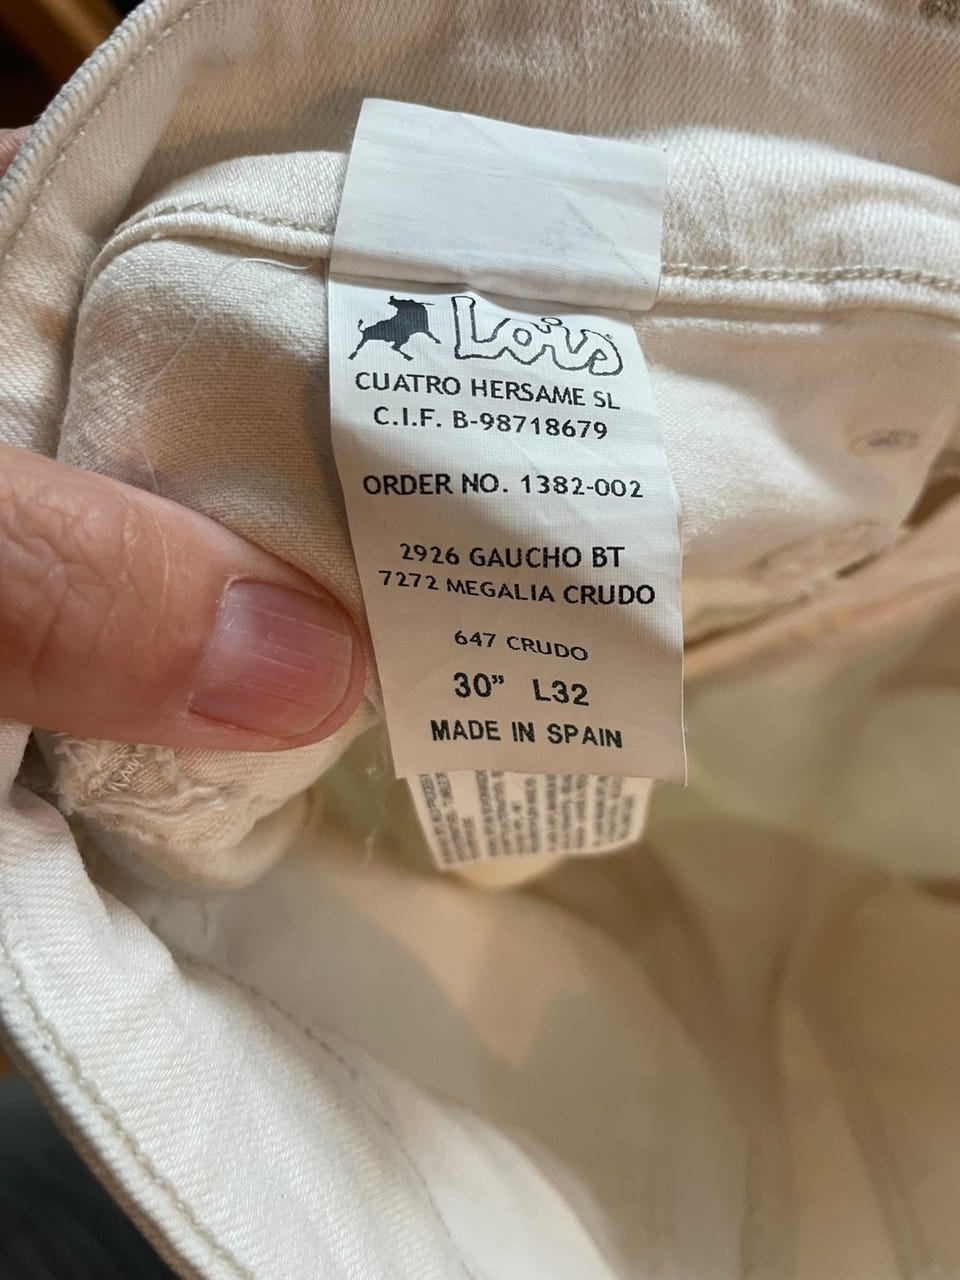 Lois
CUATRO HERSAME SL
C.I.F. B-98718679
ORDER NO. 1382-002
2926 GAUCHO BT
7272 MEGALIA CRUDO
647 CRUDO
30” L32
MADE IN SPAIN